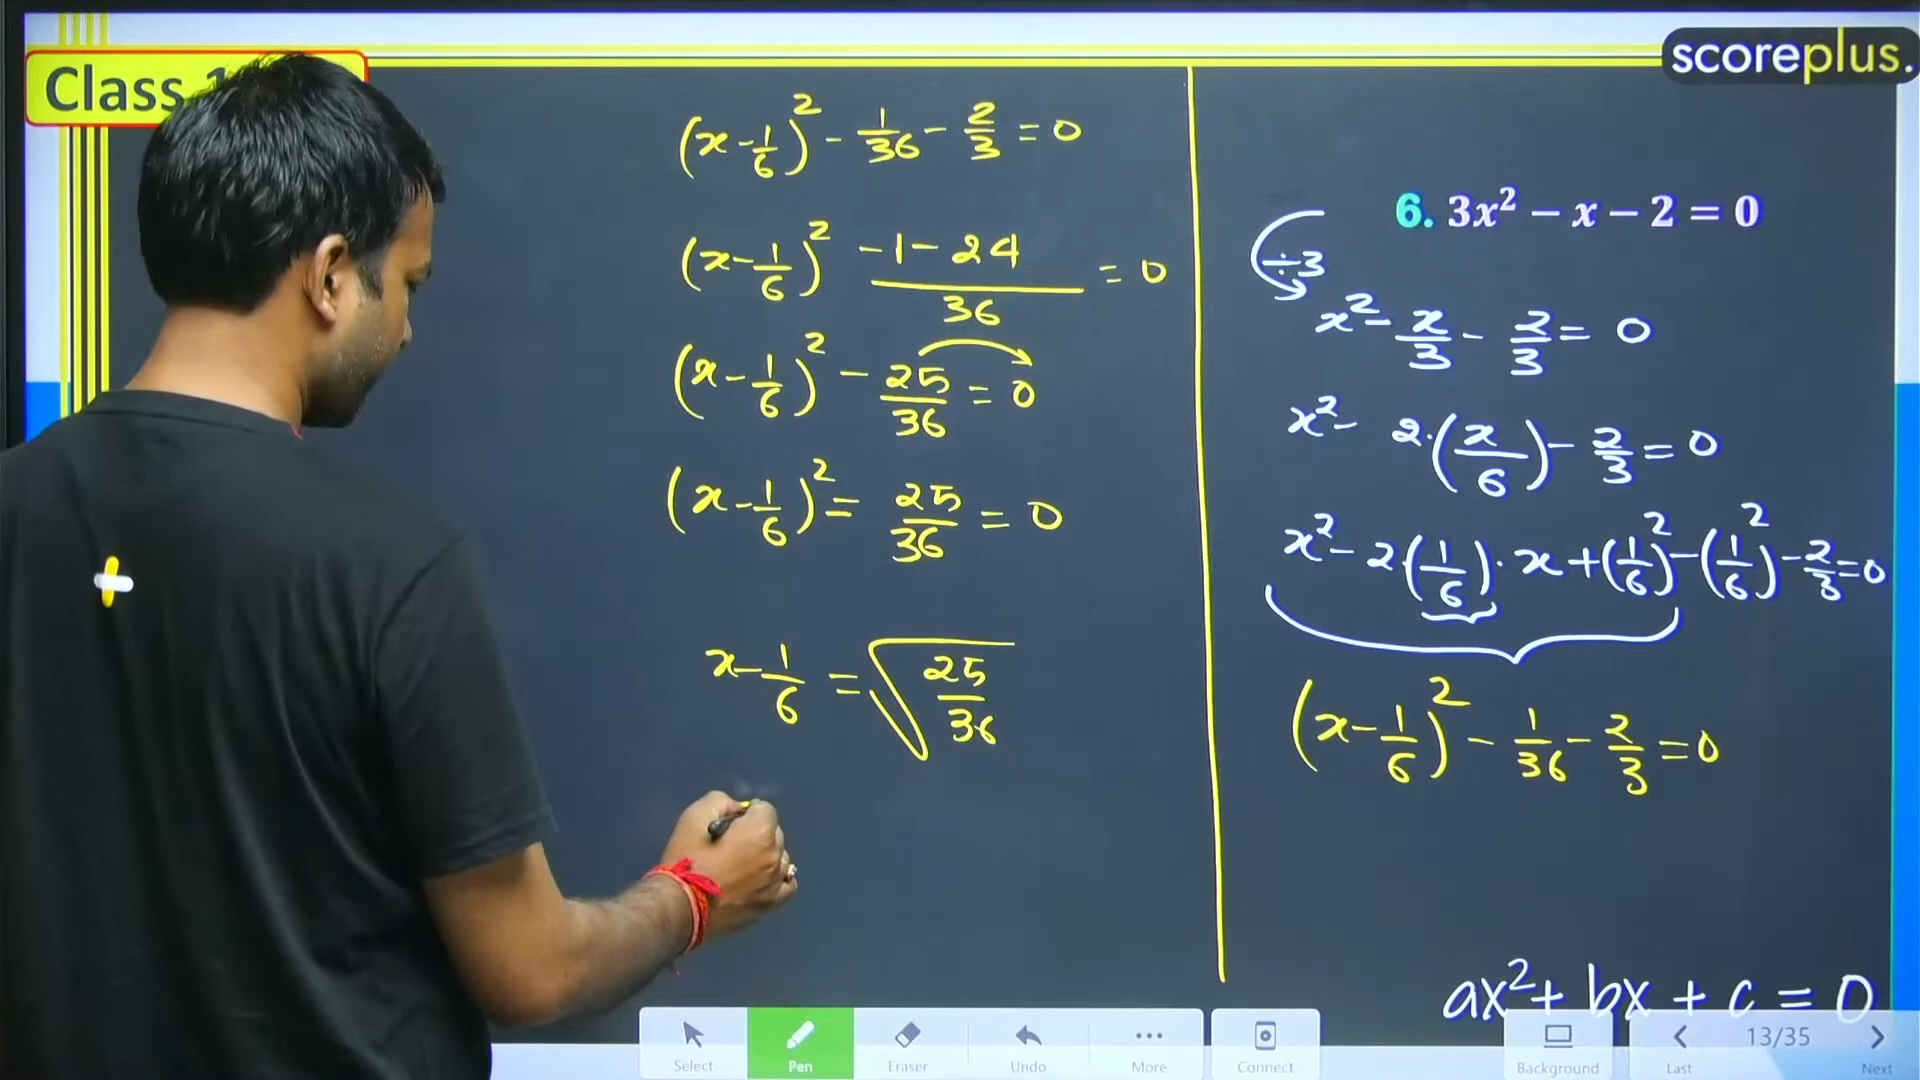 Class 1
scoreplus.
(x - 1/6)² - 1/36 - 2/3 = 0
(x - 1/6)² (-1 - 24)/36 = 0
(x - 1/6)² - 25/36 = 0
(x - 1/6)² = 25/36 = 0
x - 1/6 = √(25/36)
6. 3x² − x − 2 = 0
÷3
x² - x/3 - 2/3 = 0
x² - 2·(x/6) - 2/3 = 0
x² - 2·(1/6)·x + (1/6)² - (1/6)² - 2/3 = 0
(x - 1/6)² - 1/36 - 2/3 = 0
ax² + bx + c = 0
Select
Pen
Eraser
Undo
More
Connect
Background
Last
13/35
Next